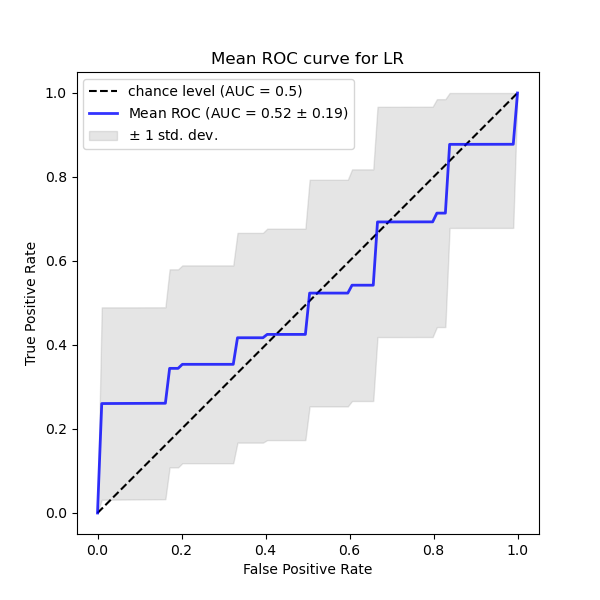 Mean ROC curve for LR
chance level (AUC = 0.5)
Mean ROC (AUC = 0.52 ± 0.19)
± 1 std. dev.
1.0
0.8
0.6
0.4
0.2
0.0
True Positive Rate
0.0 0.2 0.4 0.6 0.8 1.0
False Positive Rate